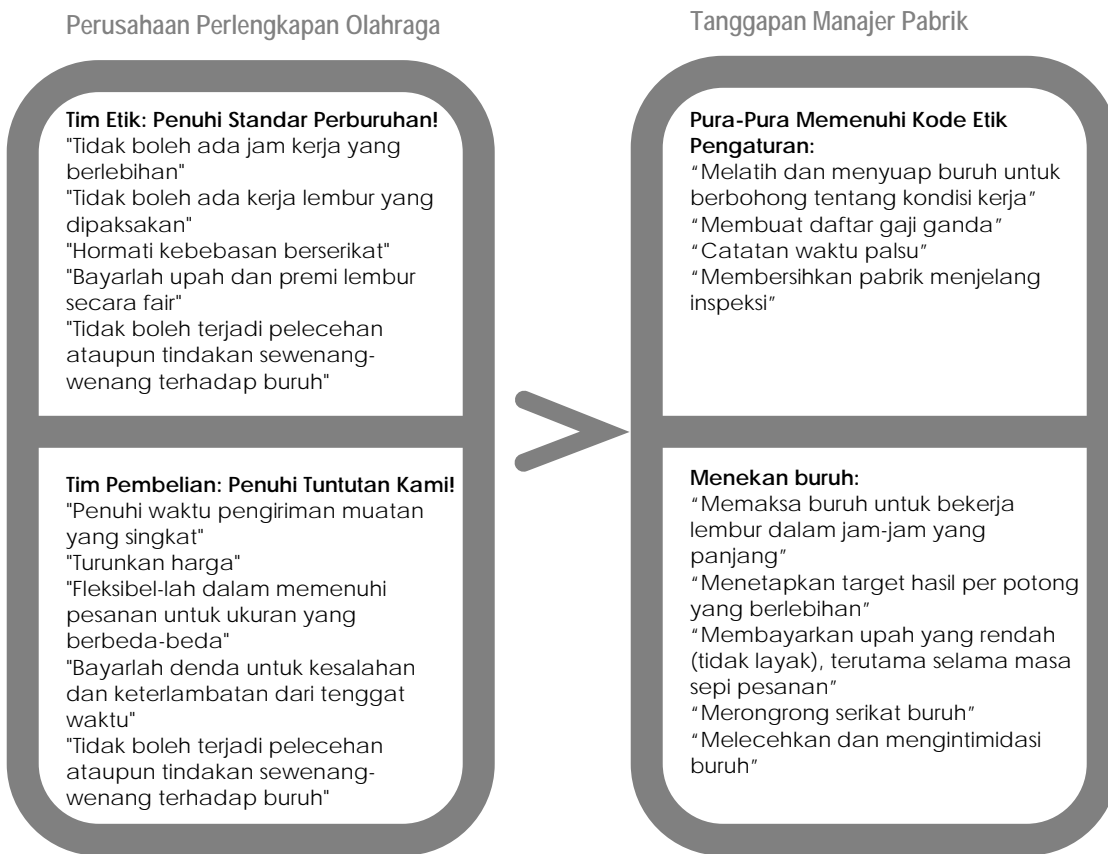 Perusahaan Perlengkapan Olahraga
Tim Etik: Penuhi Standar Perburuhan!
"Tidak boleh ada jam kerja yang
berlebihan"
"Tidak boleh ada kerja lembur yang
dipaksakan"
"Hormati kebebasan berserikat"
"Bayarlah upah dan premi lembur
secara fair"
"Tidak boleh terjadi pelecehan
ataupun tindakan sewenang-
wenang terhadap buruh"
Tim Pembelian: Penuhi Tuntutan Kami!
"Penuhi waktu pengiriman muatan
yang singkat"
"Turunkan harga"
"Fleksibel-lah dalam memenuhi
pesanan untuk ukuran yang
berbeda-beda"
"Bayarlah denda untuk kesalahan
dan keterlambatan dari tenggat
waktu"
"Tidak boleh terjadi pelecehan
ataupun tindakan sewenang-
wenang terhadap buruh"
Tanggapan Manajer Pabrik
Pura-Pura Memenuhi Kode Etik
Pengaturan:
“Melatih dan menyuap buruh untuk
berbohong tentang kondisi kerja”
“Membuat daftar gaji ganda”
“Catatan waktu palsu”
“Membersihkan pabrik menjelang
inspeksi”
Menekan buruh:
“Memaksa buruh untuk bekerja
lembur dalam jam-jam yang
panjang”
“Menetapkan target hasil per potong
yang berlebihan”
“Membayarkan upah yang rendah
(tidak layak), terutama selama masa
sepi pesanan”
“Merongrong serikat buruh”
“Melecehkan dan mengintimidasi
buruh”